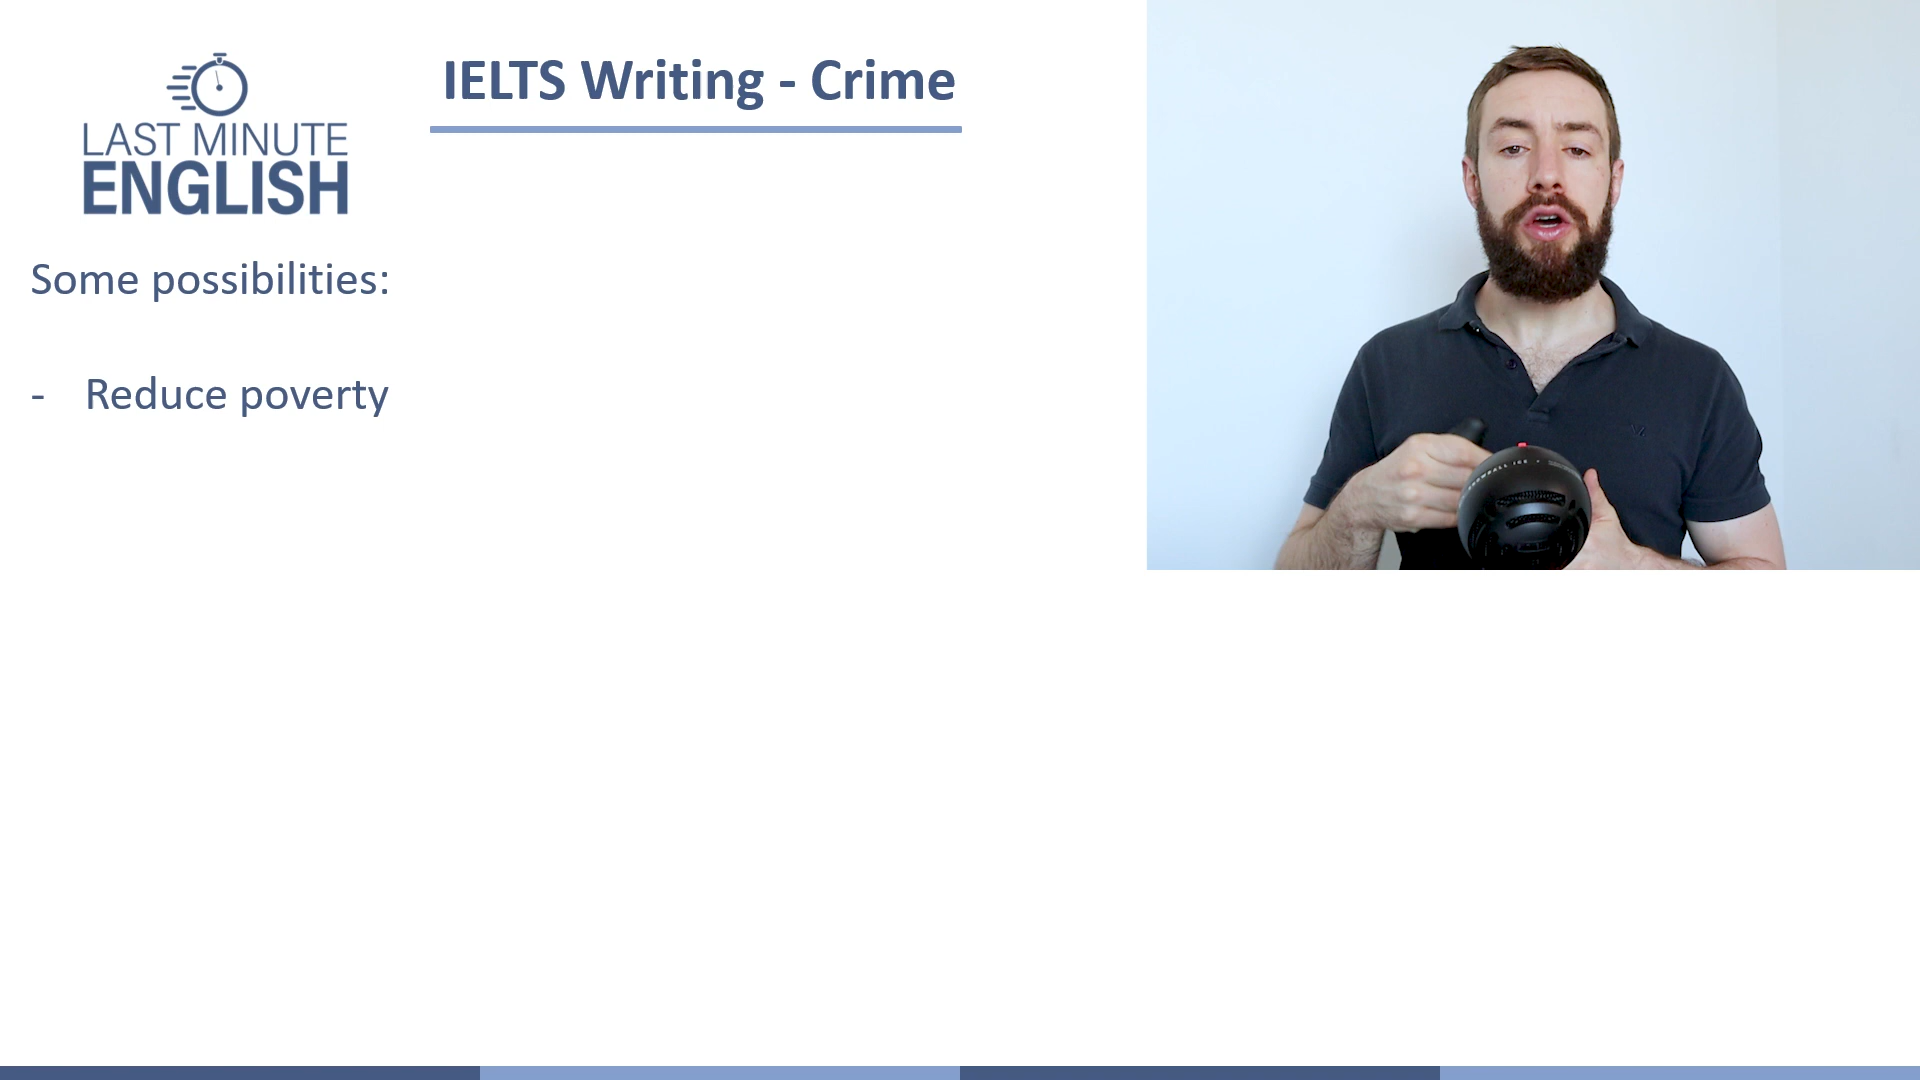 LAST MINUTE
ENGLISH
IELTS Writing - Crime
Some possibilities:
- Reduce poverty